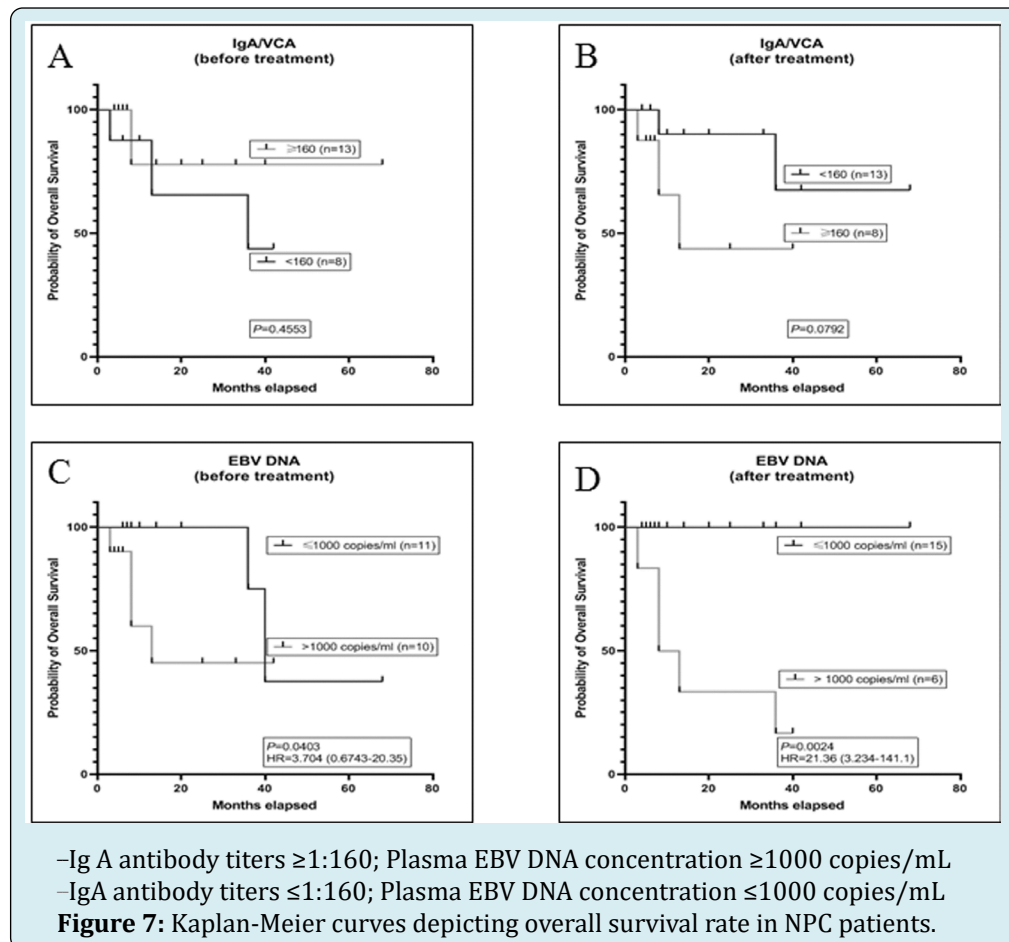 A
IgA/VCA
(before treatment)
Probability of Overall Survival
100
50
0
≥160 (n=13)
<160 (n=8)
P=0.4553
0 20 40 60 80
Months elapsed
B
IgA/VCA
(after treatment)
Probability of Overall Survival
100
50
0
<160 (n=13)
≥160 (n=8)
P=0.0792
0 20 40 60 80
Months elapsed
C
EBV DNA
(before treatment)
Probability of Overall Survival
100
50
0
≤1000 copies/ml (n=11)
>1000 copies/ml (n=10)
P=0.0403
HR=3.704 (0.6743-20.35)
0 20 40 60 80
Months elapsed
D
EBV DNA
(after treatment)
Probability of Overall Survival
100
50
0
≤1000 copies/ml (n=15)
> 1000 copies/ml (n=6)
P=0.0024
HR=21.36 (3.234-141.1)
0 20 40 60 80
Months elapsed
–Ig A antibody titers ≥1:160; Plasma EBV DNA concentration ≥1000 copies/mL
–IgA antibody titers ≤1:160; Plasma EBV DNA concentration ≤1000 copies/mL
Figure 7: Kaplan-Meier curves depicting overall survival rate in NPC patients.